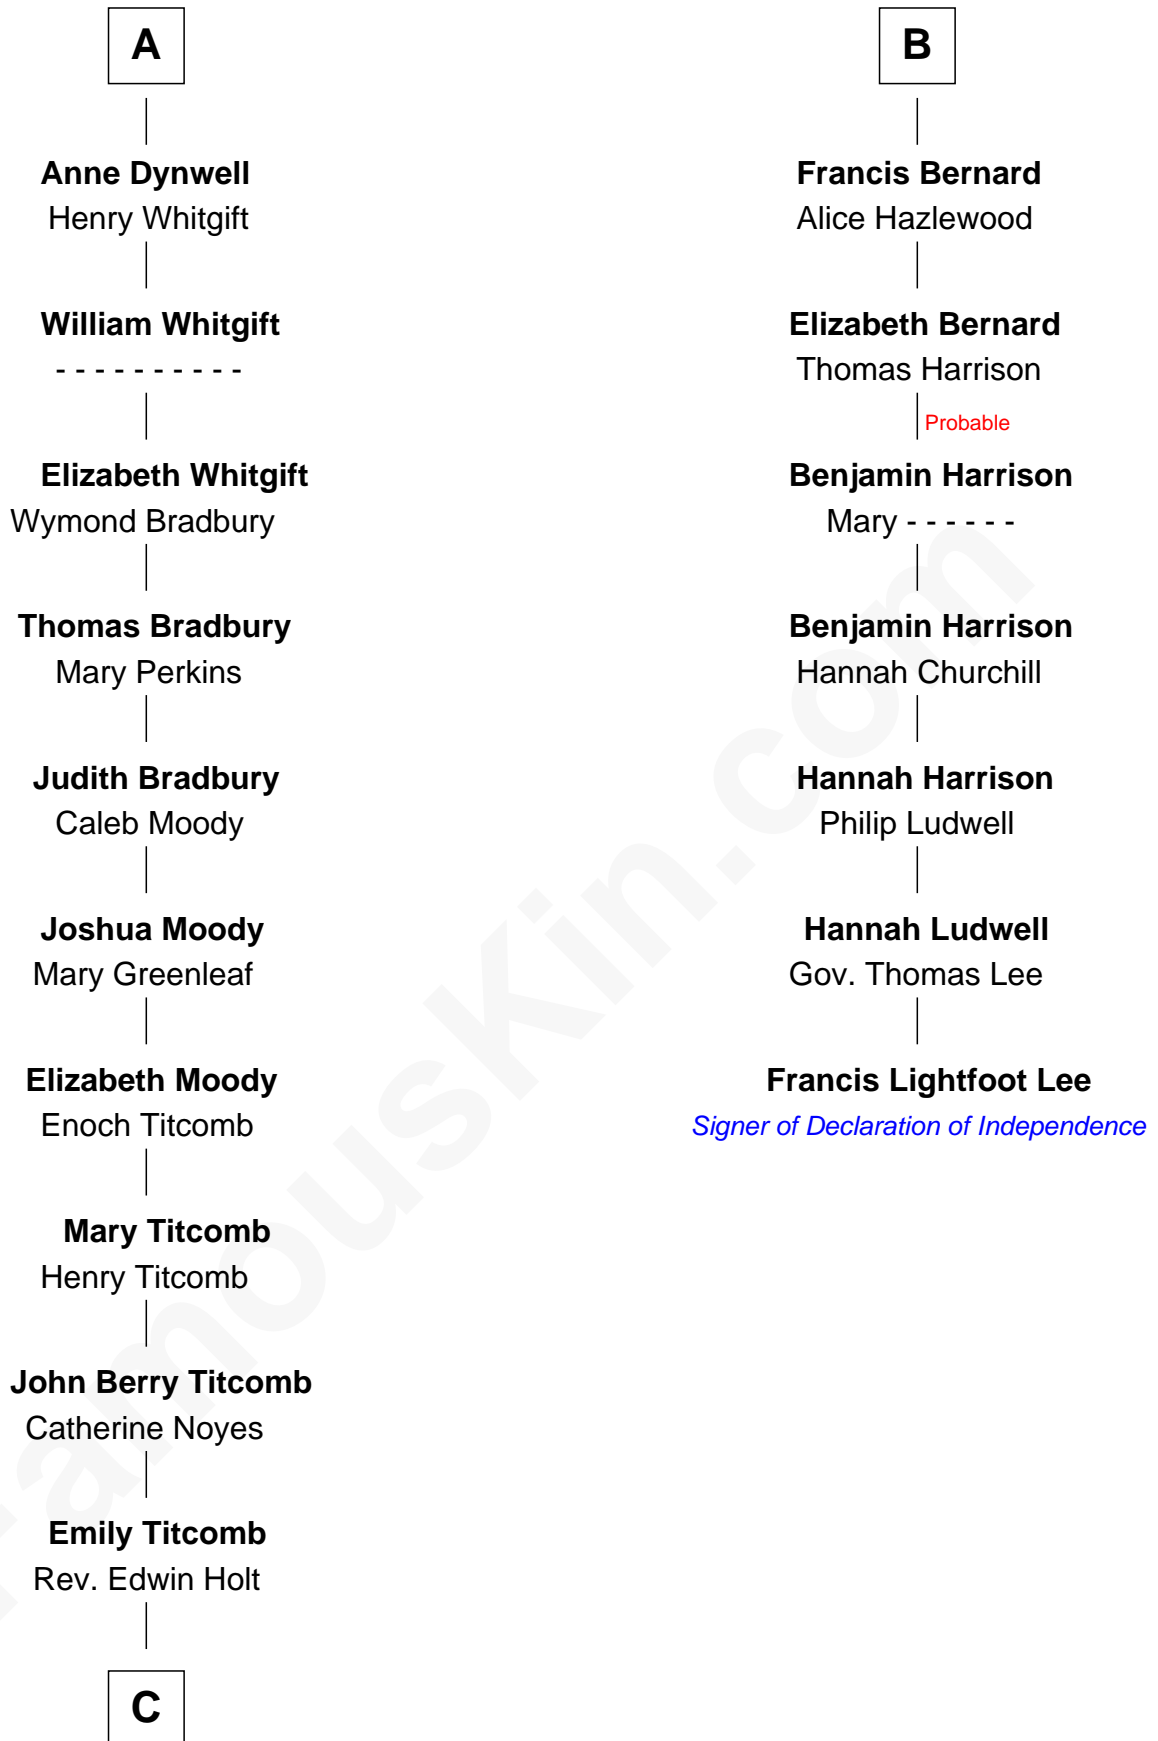 A
Anne Dynwell
Henry Whitgift
William Whitgift
- - - - - - - - - -
Elizabeth Whitgift
Wymond Bradbury
Thomas Bradbury
Mary Perkins
Judith Bradbury
Caleb Moody
Joshua Moody
Mary Greenleaf
Elizabeth Moody
Enoch Titcomb
Mary Titcomb
Henry Titcomb
John Berry Titcomb
Catherine Noyes
Emily Titcomb
Rev. Edwin Holt
C
B
Francis Bernard
Alice Hazlewood
Elizabeth Bernard
Thomas Harrison
Probable
Benjamin Harrison
Mary - - - - - -
Benjamin Harrison
Hannah Churchill
Hannah Harrison
Philip Ludwell
Hannah Ludwell
Gov. Thomas Lee
Francis Lightfoot Lee
Signer of Declaration of Independence
FamousKin.com